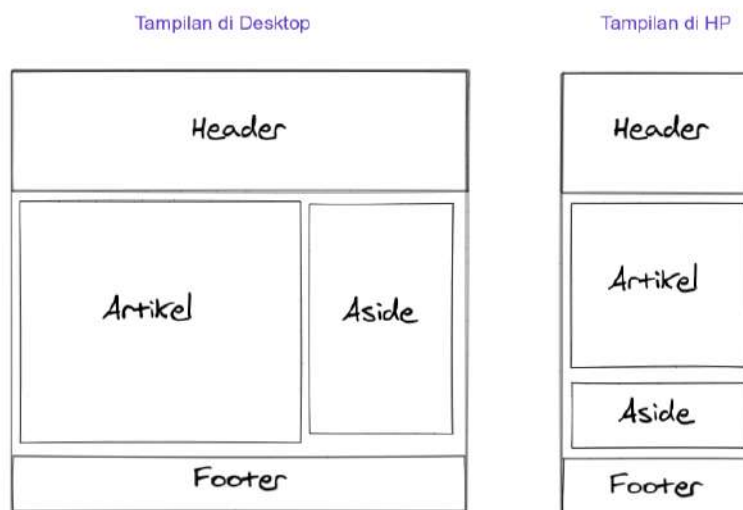 Tampilan di Desktop
Header
Artikel
Aside
Footer
Tampilan di HP
Header
Artikel
Aside
Footer